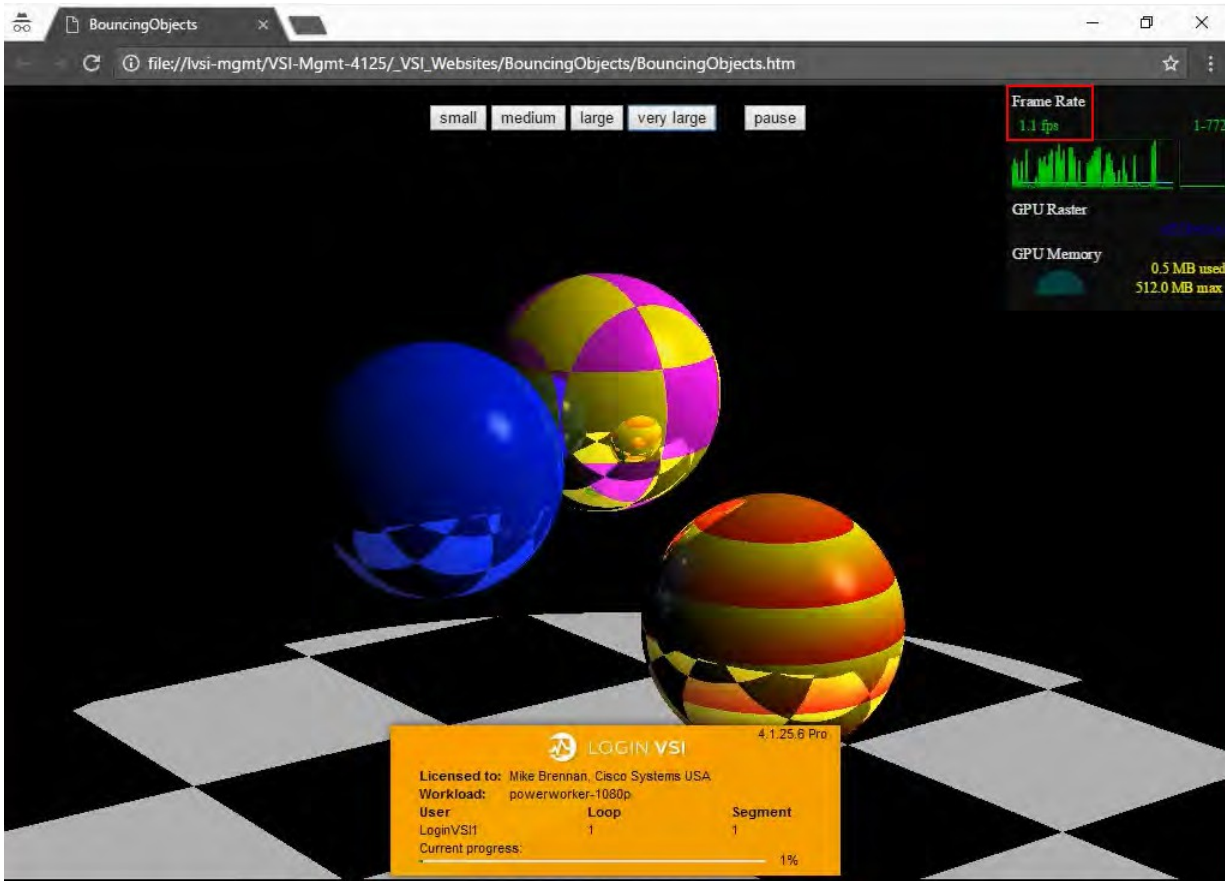 BouncingObjects
file://lvsi-mgmt/VSI-Mgmt-4125/_VSI_Websites/BouncingObjects/BouncingObjects.htm
small medium large very large pause
Frame Rate
1.1 fps 1-772
GPU Raster
GPU Memory
0.5 MB used
512.0 MB max
4.1.25.6 Pro
LOGIN VSI
Licensed to: Mike Brennan, Cisco Systems USA
Workload: powerworker-1080p
User Loop Segment
LoginVSI1 1 1
Current progress:
1%